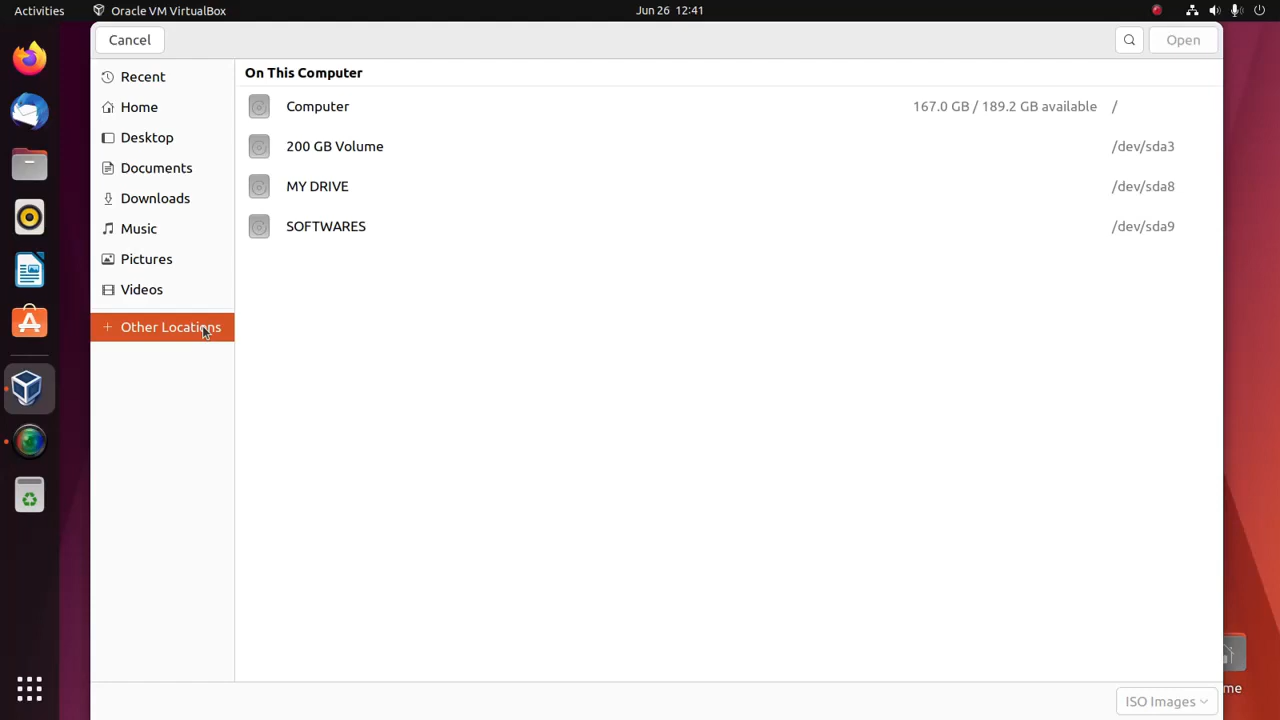 Activities
Oracle VM VirtualBox
Jun 26 12:41
Cancel
Open
Recent
Home
Desktop
Documents
Downloads
Music
Pictures
Videos
Other Locations
On This Computer
Computer 167.0 GB / 189.2 GB available /
200 GB Volume /dev/sda3
MY DRIVE /dev/sda8
SOFTWARES /dev/sda9
me
ISO Images